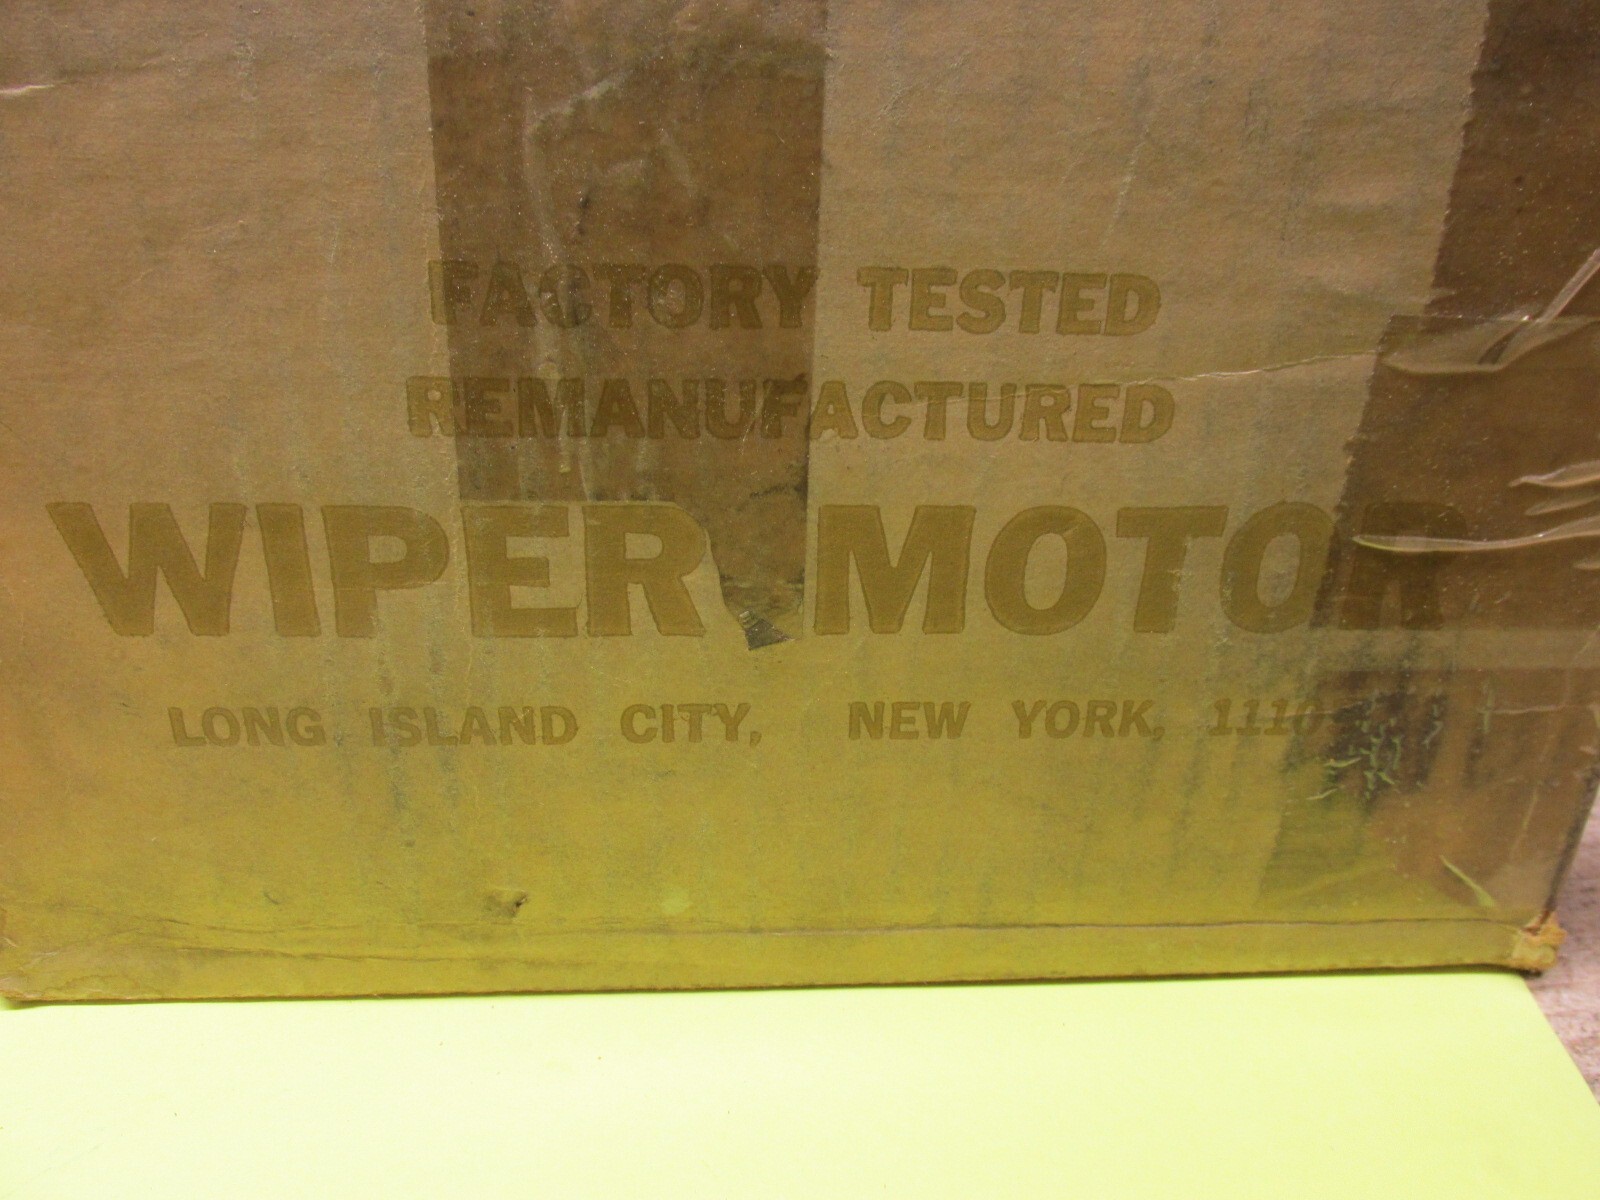 FACTORY TESTED
REMANUFACTURED
WIPER MOTOR
LONG ISLAND CITY, NEW YORK,